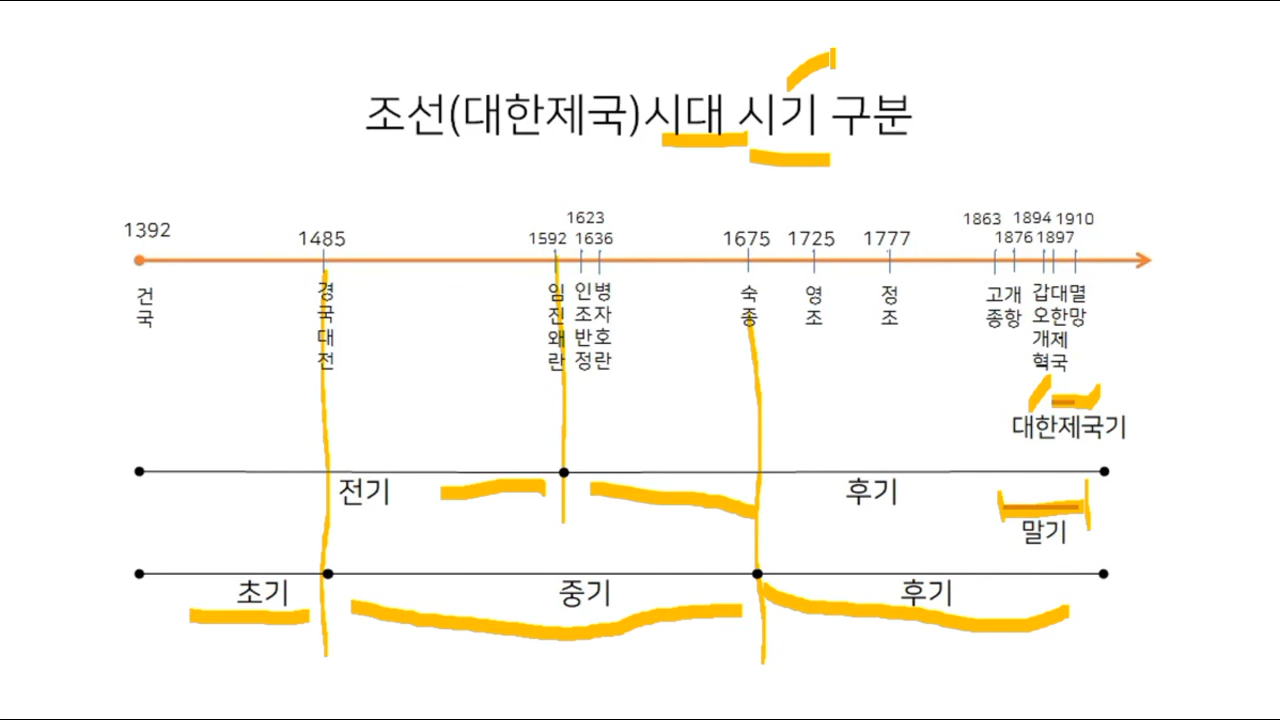 조선(대한제국)시대 시기 구분
1623 1863 1894 1910
1392 1485 1592 1636 1675 1725 1777 1876 1897
건국
경국대전
임진왜란
인조반정
병자호란
숙종
영조
정조
고종
개항
갑오개혁
대한제국
멸망
대한제국기
전기 후기
말기
초기 중기 후기